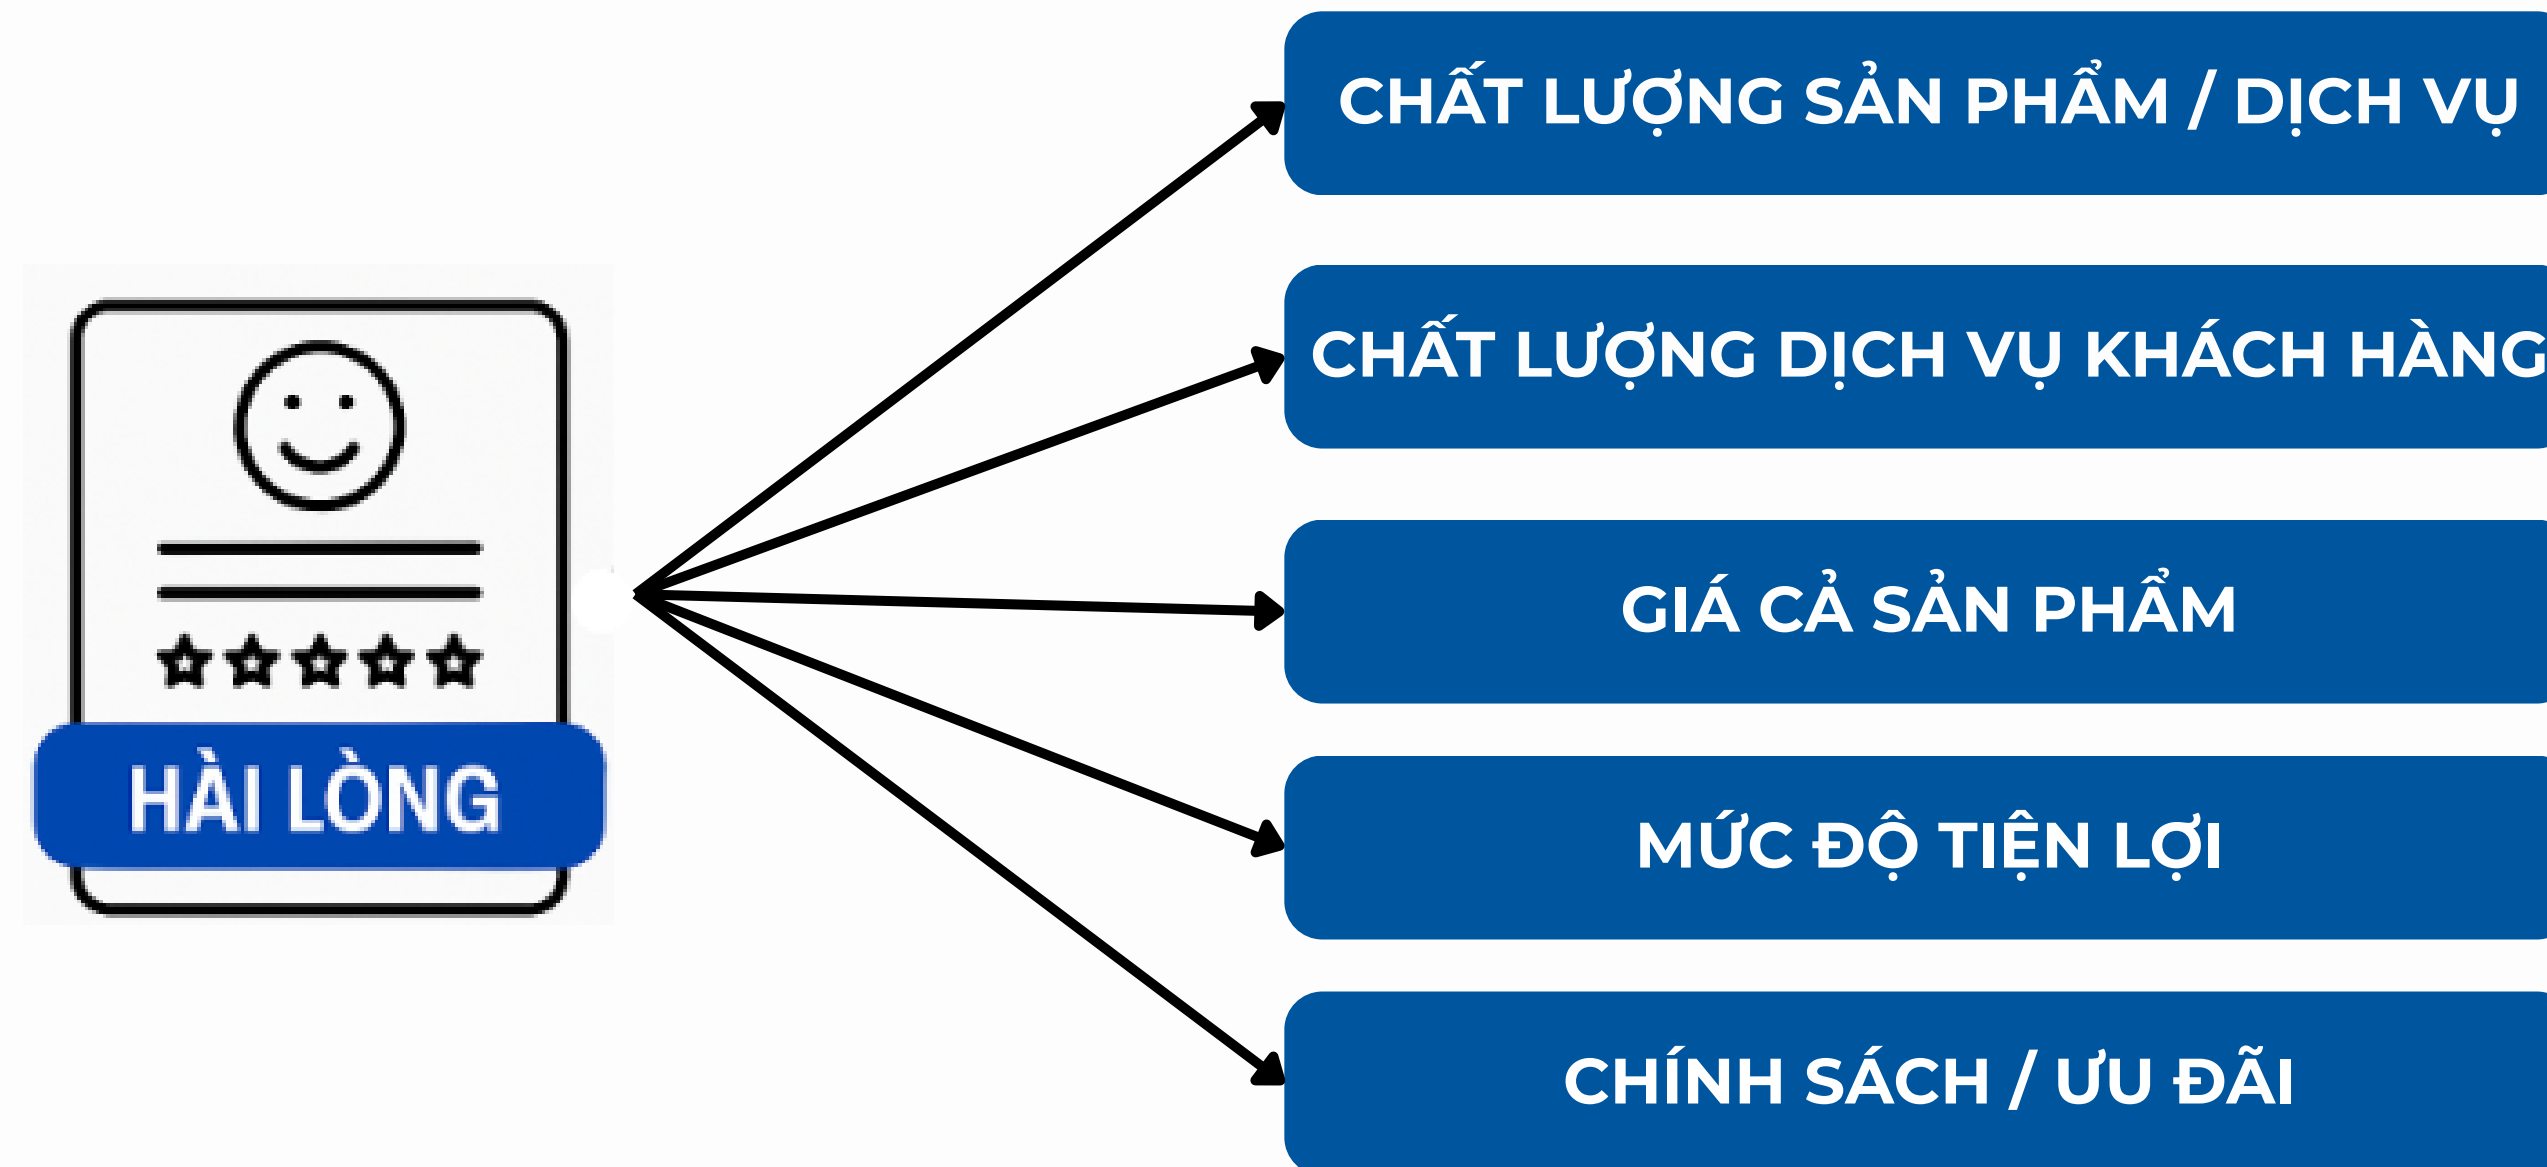 CHẤT LƯỢNG SẢN PHẨM / DỊCH VỤ
CHẤT LƯỢNG DỊCH VỤ KHÁCH HÀNG
GIÁ CẢ SẢN PHẨM
MỨC ĐỘ TIỆN LỢI
CHÍNH SÁCH / ƯU ĐÃI
HÀI LÒNG